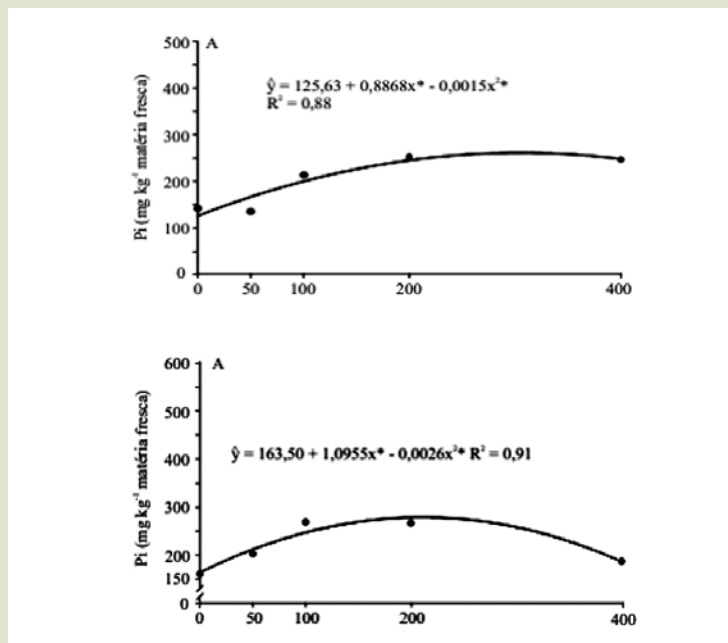 500
A
400
300
200
100
0
Pi (mg kg⁻¹ matéria fresca)
ŷ = 125,63 + 0,8868x* - 0,0015x²*
R² = 0,88
0 50 100 200 400
600
A
500
400
300
200
150
0
Pi (mg kg⁻¹ matéria fresca)
ŷ = 163,50 + 1,0955x* - 0,0026x²* R² = 0,91
0 50 100 200 400